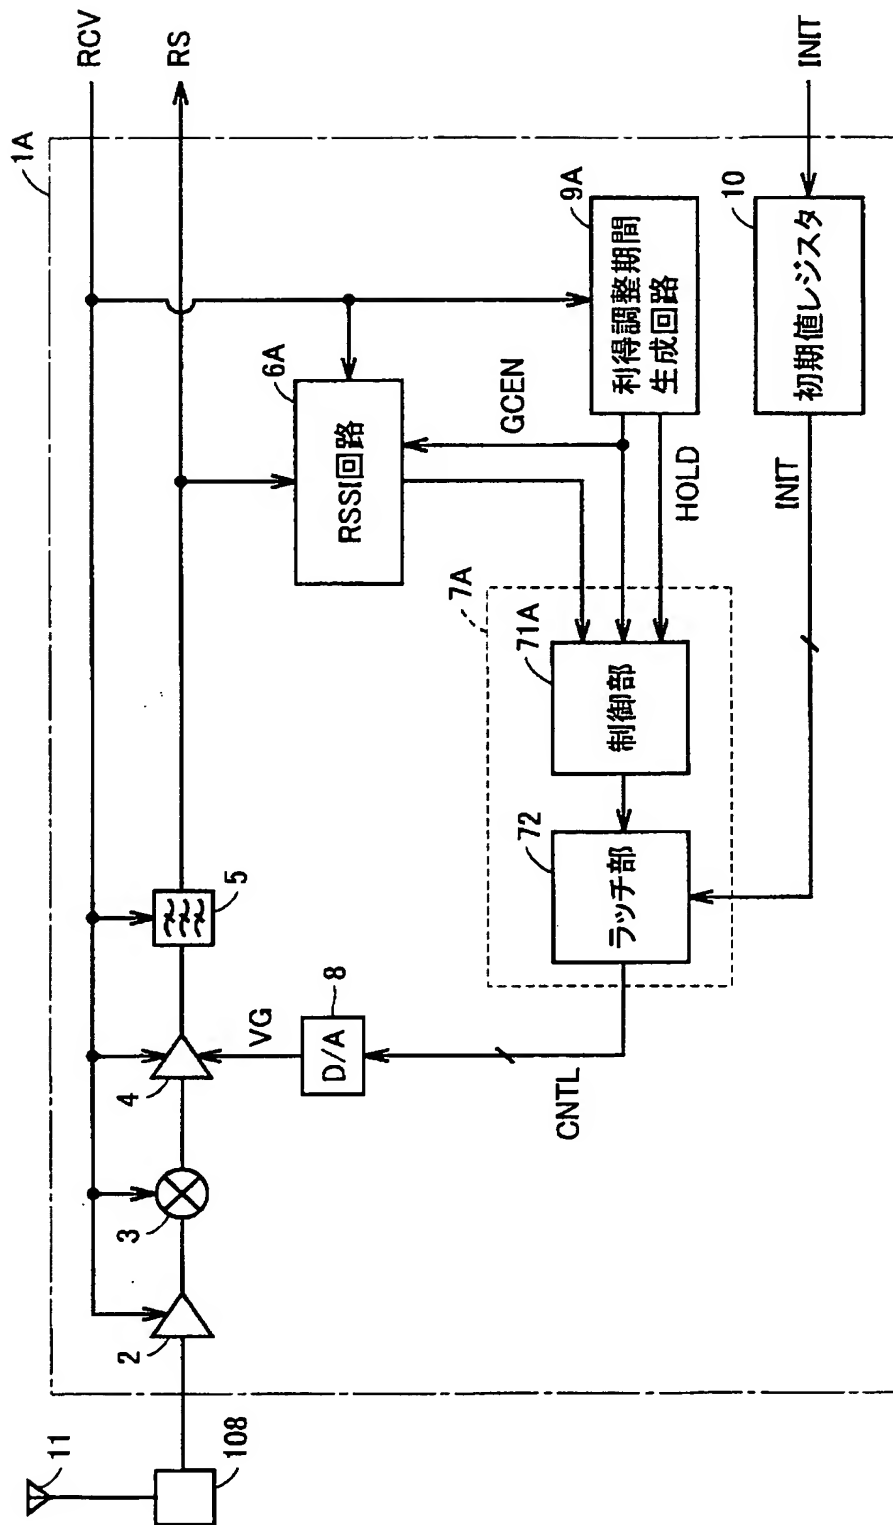 11
108
1A
2
3
4
5
RCV
RS
VG
8
D/A
CNTL
6A
RSSI回路
GCEN
7A
72
ラッチ部
71A
制御部
HOLD
9A
利得調整期間
生成回路
INIT
10
初期値レジスタ
INIT